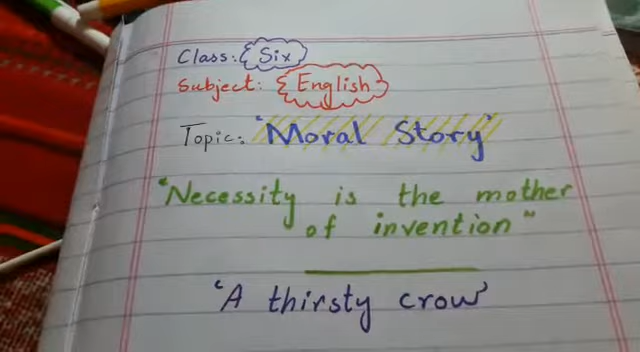 Class: Six
Subject: English
Topic: 'Moral Story'
"Necessity is the mother
of invention"
'A thirsty crow'